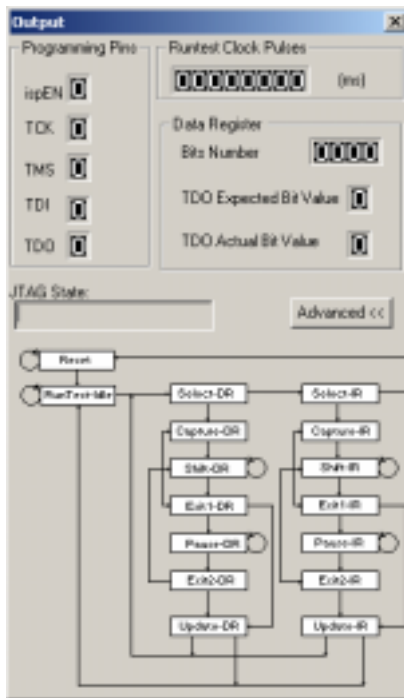 Output
Programming Pins
ispEN 0
TCK 0
TMS 0
TDI 0
TDO 0
Runtest Clock Pulses
00000000 (ms)
Data Register
Bits Number 0000
TDO Expected Bit Value 0
TDO Actual Bit Value 0
JTAG State:
Advanced <<
Reset
RunTest-Idle
Select-DR
Select-IR
Capture-DR
Capture-IR
Shift-DR
Shift-IR
Exit1-DR
Exit1-IR
Pause-DR
Pause-IR
Exit2-DR
Exit2-IR
Update-DR
Update-IR